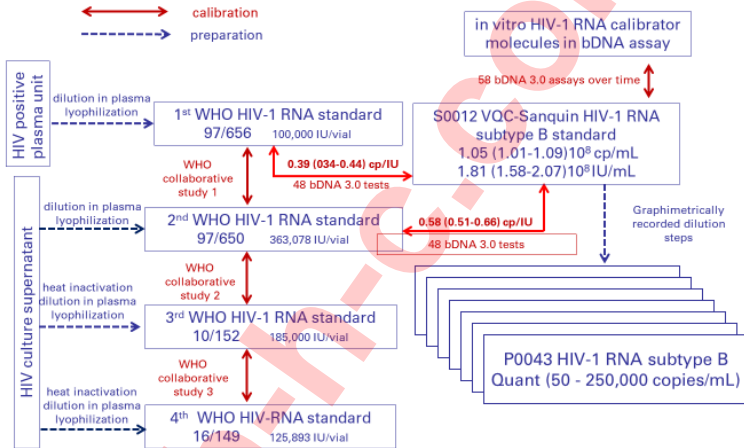 calibration
preparation
in vitro HIV-1 RNA calibrator
molecules in bDNA assay
58 bDNA 3.0 assays over time
HIV positive
plasma unit
dilution in plasma
lyophilization
1st WHO HIV-1 RNA standard
97/656 100,000 IU/vial
S0012 VQC-Sanquin HIV-1 RNA
subtype B standard
1.05 (1.01-1.09)10⁸ cp/mL
1.81 (1.58-2.07)10⁸ IU/mL
WHO
collaborative
study 1
0.39 (034-0.44) cp/IU
48 bDNA 3.0 tests
HIV culture supernatant
dilution in plasma
lyophilization
2nd WHO HIV-1 RNA standard
97/650 363,078 IU/vial
0.58 (0.51-0.66) cp/IU
48 bDNA 3.0 tests
Graphimetrically
recorded dilution
steps
WHO
collaborative
study 2
heat inactivation
dilution in plasma
lyophilization
3rd WHO HIV-1 RNA standard
10/152 185,000 IU/vial
P0043 HIV-1 RNA subtype B
Quant (50 - 250,000 copies/mL)
WHO
collaborative
study 3
heat inactivation
dilution in plasma
lyophilization
4th WHO HIV-RNA standard
16/149 125,893 IU/vial